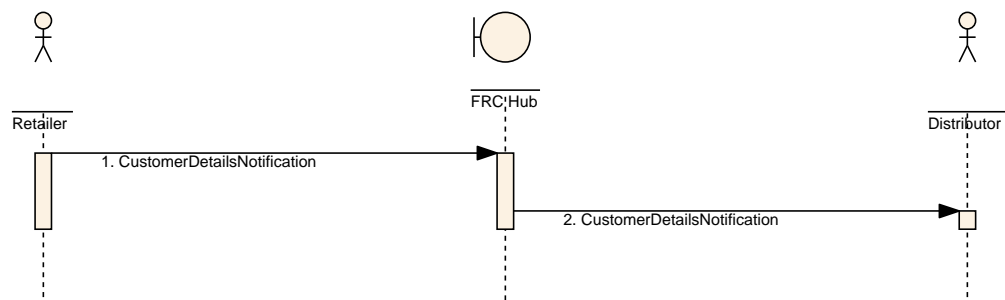 FRC Hub
Retailer
Distributor
1. CustomerDetailsNotification
2. CustomerDetailsNotification